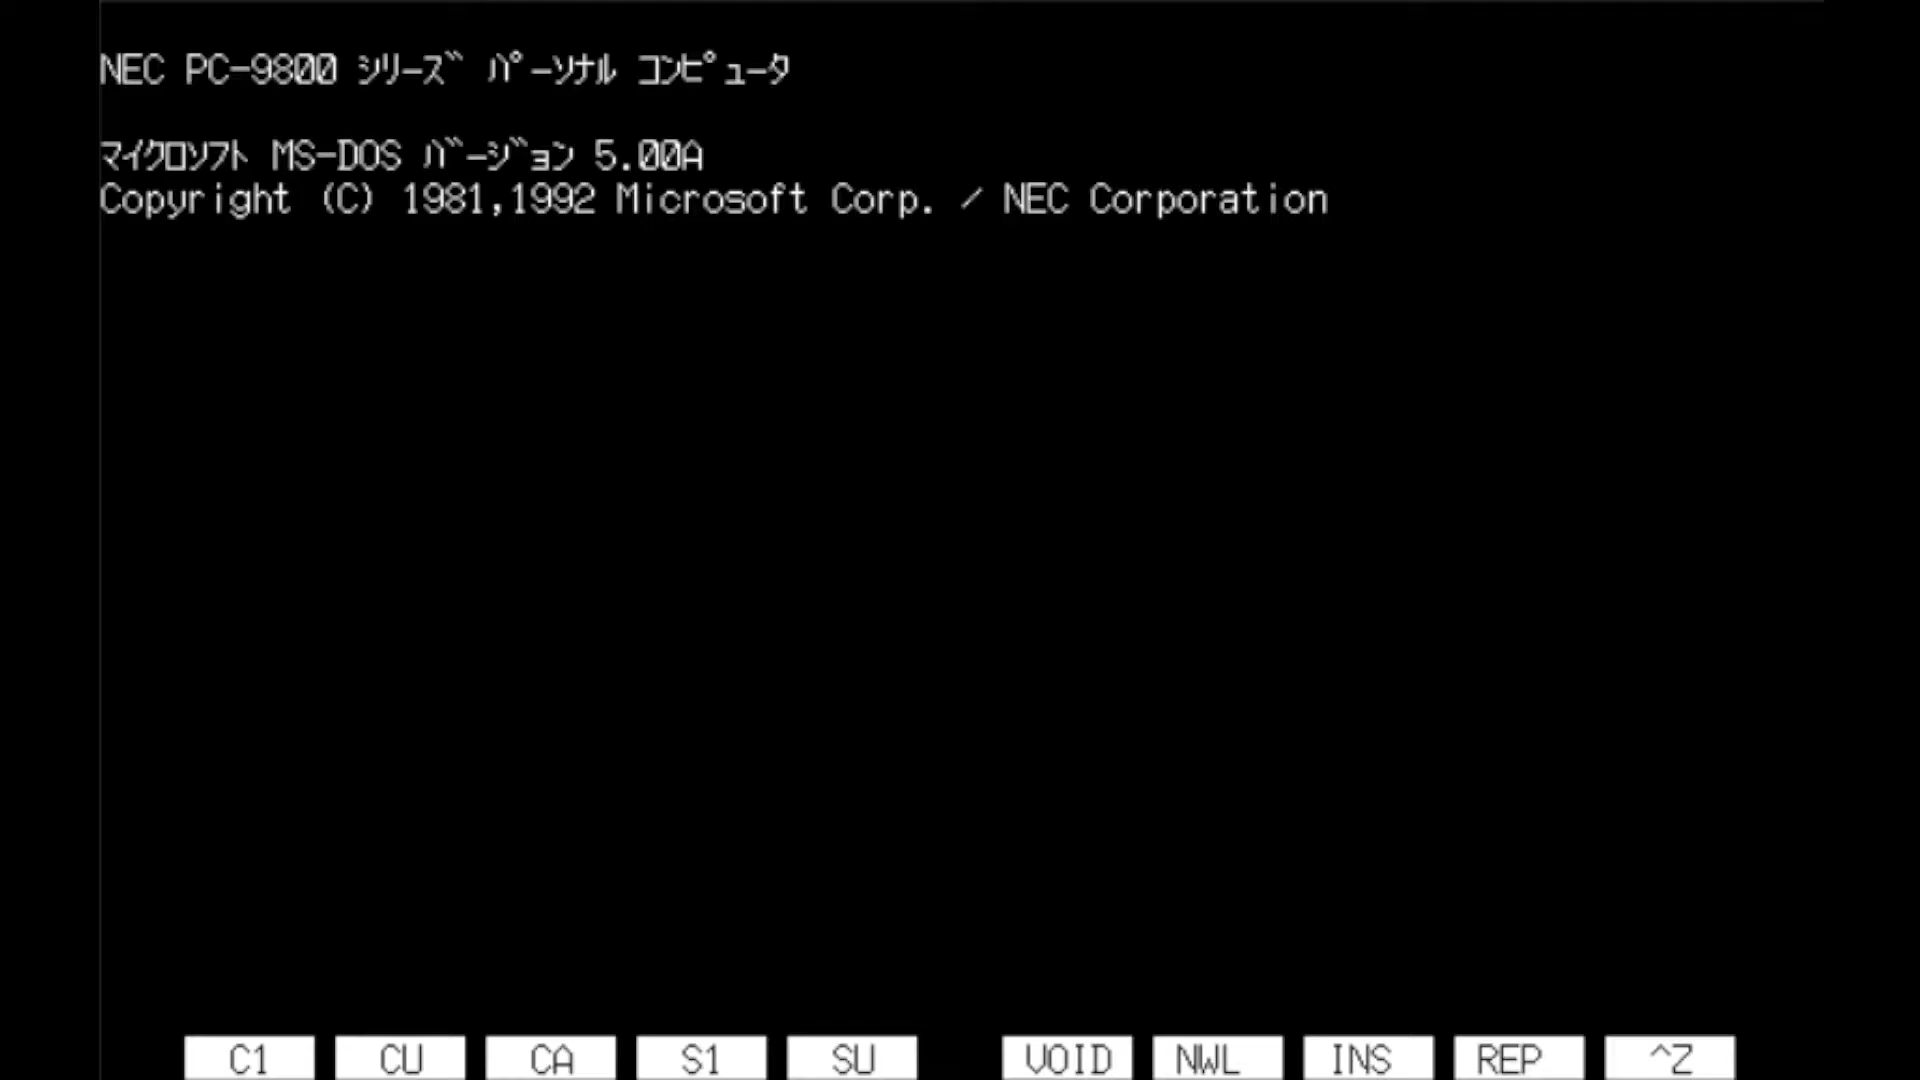 NEC PC-9800 ｼﾘｰｽﾞ ﾊﾟｰｿﾅﾙ ｺﾝﾋﾟｭｰﾀ
ﾏｲｸﾛｿﾌﾄ MS-DOS ﾊﾞｰｼﾞｮﾝ 5.00A
Copyright (C) 1981,1992 Microsoft Corp. / NEC Corporation
C1 CU CA S1 SU VOID NWL INS REP ^Z